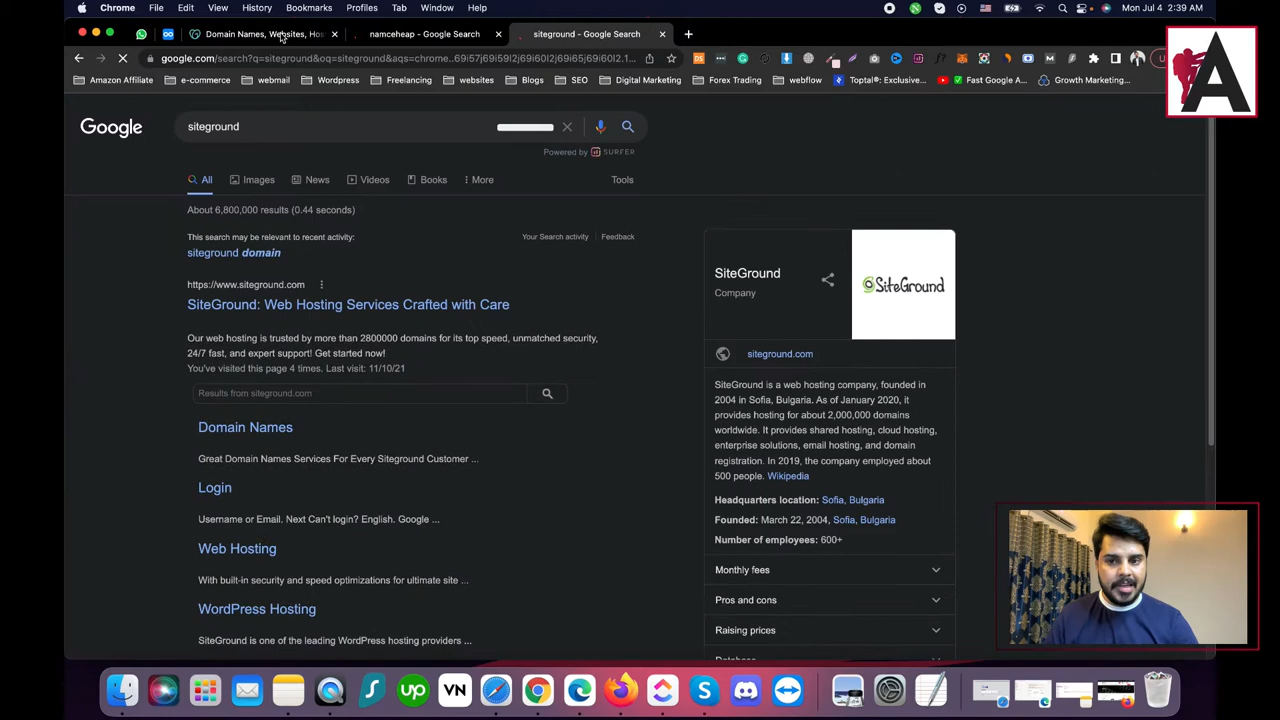 Chrome File Edit View History Bookmarks Profiles Tab Window Help Mon Jul 4 2:39 AM
Domain Names, Websites, Hos namceheap - Google Search siteground - Google Search
google.com/search?q=siteground&oq=siteground&aqs=chrome..69i57j69i59l2j69i60l2j69i61j69i60l2.1...
Amazon Affiliate e-commerce webmail Wordpress Freelancing websites Blogs SEO Digital Marketing Forex Trading webflow Toptal®: Exclusive... Fast Google A... Growth Marketing...
A
Google siteground
Powered by SURFER
All Images News Videos Books More Tools
About 6,800,000 results (0.44 seconds)
This search may be relevant to recent activity: Your Search activity Feedback
siteground domain
https://www.siteground.com
SiteGround: Web Hosting Services Crafted with Care
Our web hosting is trusted by more than 2800000 domains for its top speed, unmatched security,
24/7 fast, and expert support! Get started now!
You've visited this page 4 times. Last visit: 11/10/21
Results from siteground.com
Domain Names
Great Domain Names Services For Every Siteground Customer ...
Login
Username or Email. Next Can't login? English. Google ...
Web Hosting
With built-in security and speed optimizations for ultimate site ...
WordPress Hosting
SiteGround is one of the leading WordPress hosting providers ...
SiteGround
Company
SiteGround
siteground.com
SiteGround is a web hosting company, founded in
2004 in Sofia, Bulgaria. As of January 2020, it
provides hosting for about 2,000,000 domains
worldwide. It provides shared hosting, cloud hosting,
enterprise solutions, email hosting, and domain
registration. In 2019, the company employed about
500 people. Wikipedia
Headquarters location: Sofia, Bulgaria
Founded: March 22, 2004, Sofia, Bulgaria
Number of employees: 600+
Monthly fees
Pros and cons
Raising prices
up VN